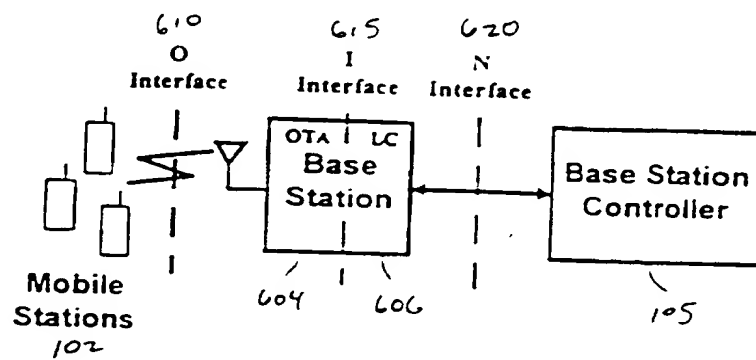 610
O
Interface
615
I
Interface
620
N
Interface
OTA LC
Base
Station
Base Station
Controller
Mobile
Stations
102
604
606
105